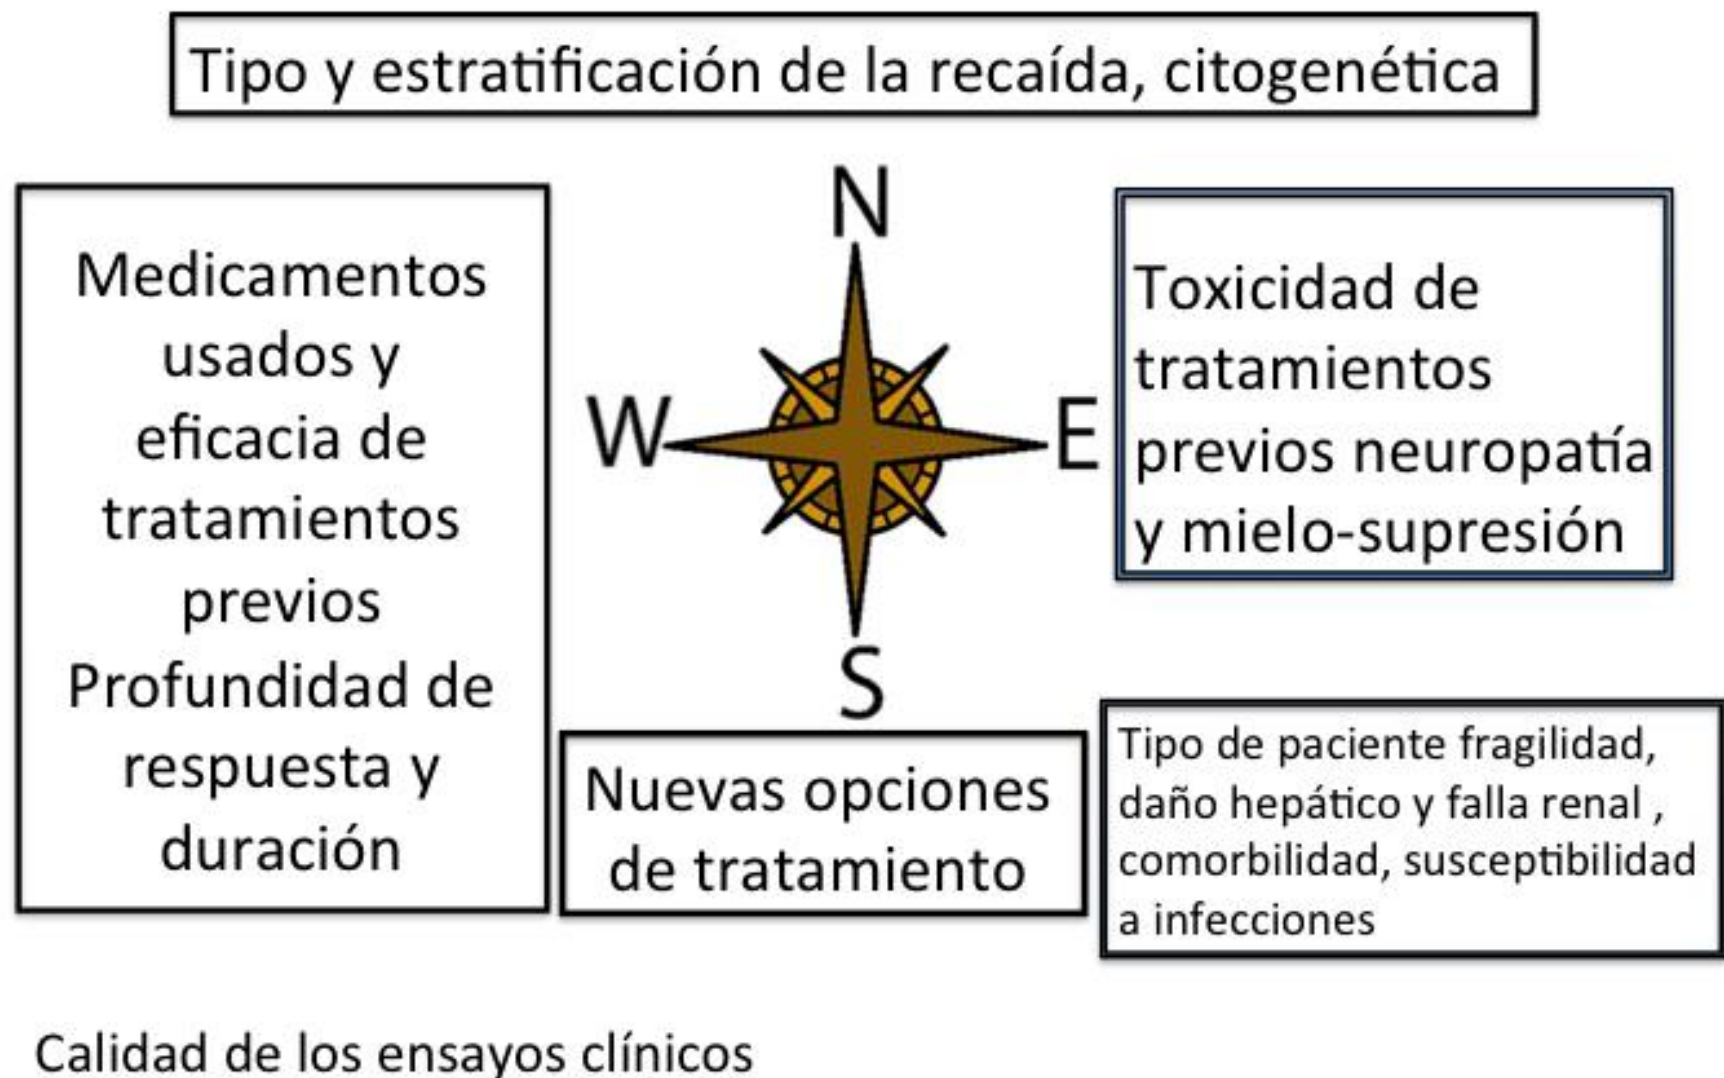 Tipo y estratificación de la recaída, citogenética
Medicamentos
usados y
eficacia de
tratamientos
previos
Profundidad de
respuesta y
duración
N
W
E
S
Toxicidad de
tratamientos
previos neuropatía
y mielo-supresión
Nuevas opciones
de tratamiento
Tipo de paciente fragilidad,
daño hepático y falla renal ,
comorbilidad, susceptibilidad
a infecciones
Calidad de los ensayos clínicos